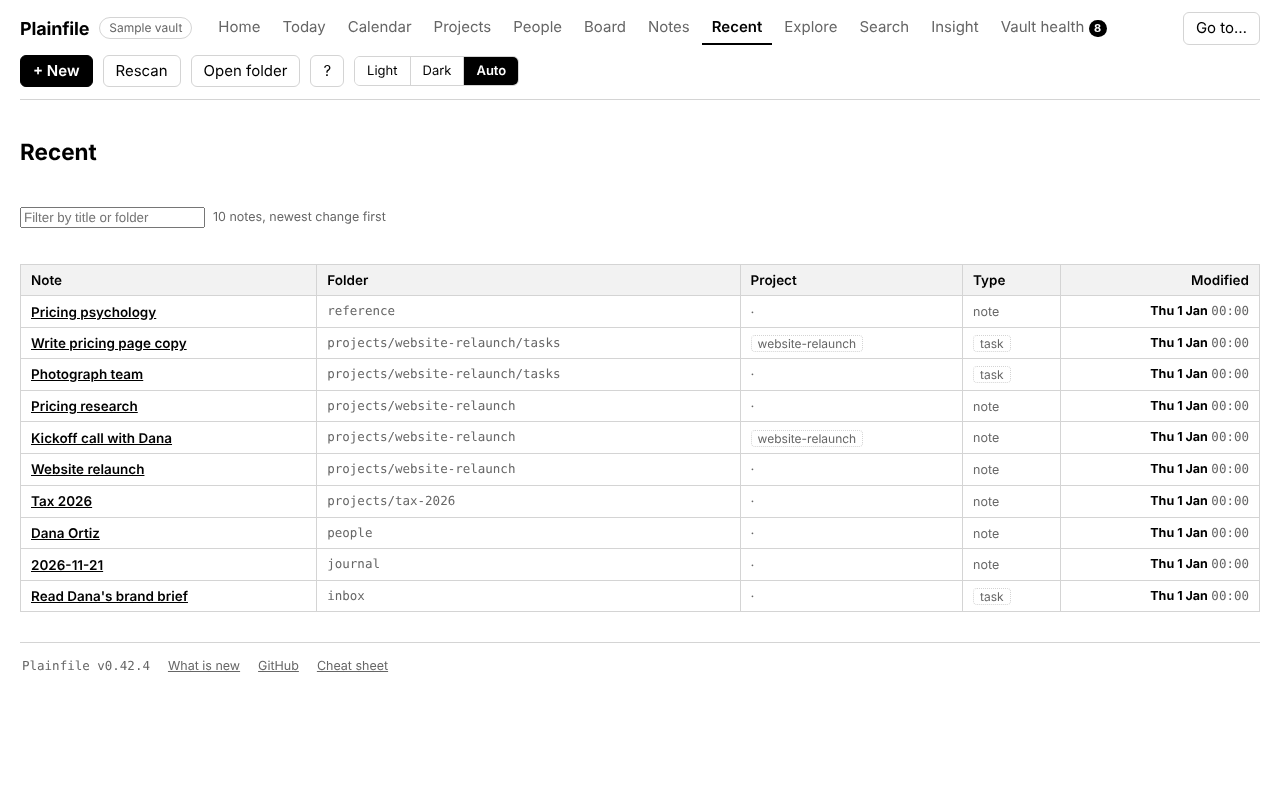 Plainfile Sample vault Home Today Calendar Projects People Board Notes Recent Explore Search Insight Vault health 8 Go to...
+ New Rescan Open folder ? Light Dark Auto
Recent
Filter by title or folder 10 notes, newest change first
Note Folder Project Type Modified
Pricing psychology reference · note Thu 1 Jan 00:00
Write pricing page copy projects/website-relaunch/tasks website-relaunch task Thu 1 Jan 00:00
Photograph team projects/website-relaunch/tasks · task Thu 1 Jan 00:00
Pricing research projects/website-relaunch · note Thu 1 Jan 00:00
Kickoff call with Dana projects/website-relaunch website-relaunch note Thu 1 Jan 00:00
Website relaunch projects/website-relaunch · note Thu 1 Jan 00:00
Tax 2026 projects/tax-2026 · note Thu 1 Jan 00:00
Dana Ortiz people · note Thu 1 Jan 00:00
2026-11-21 journal · note Thu 1 Jan 00:00
Read Dana's brand brief inbox · task Thu 1 Jan 00:00
Plainfile v0.42.4 What is new GitHub Cheat sheet